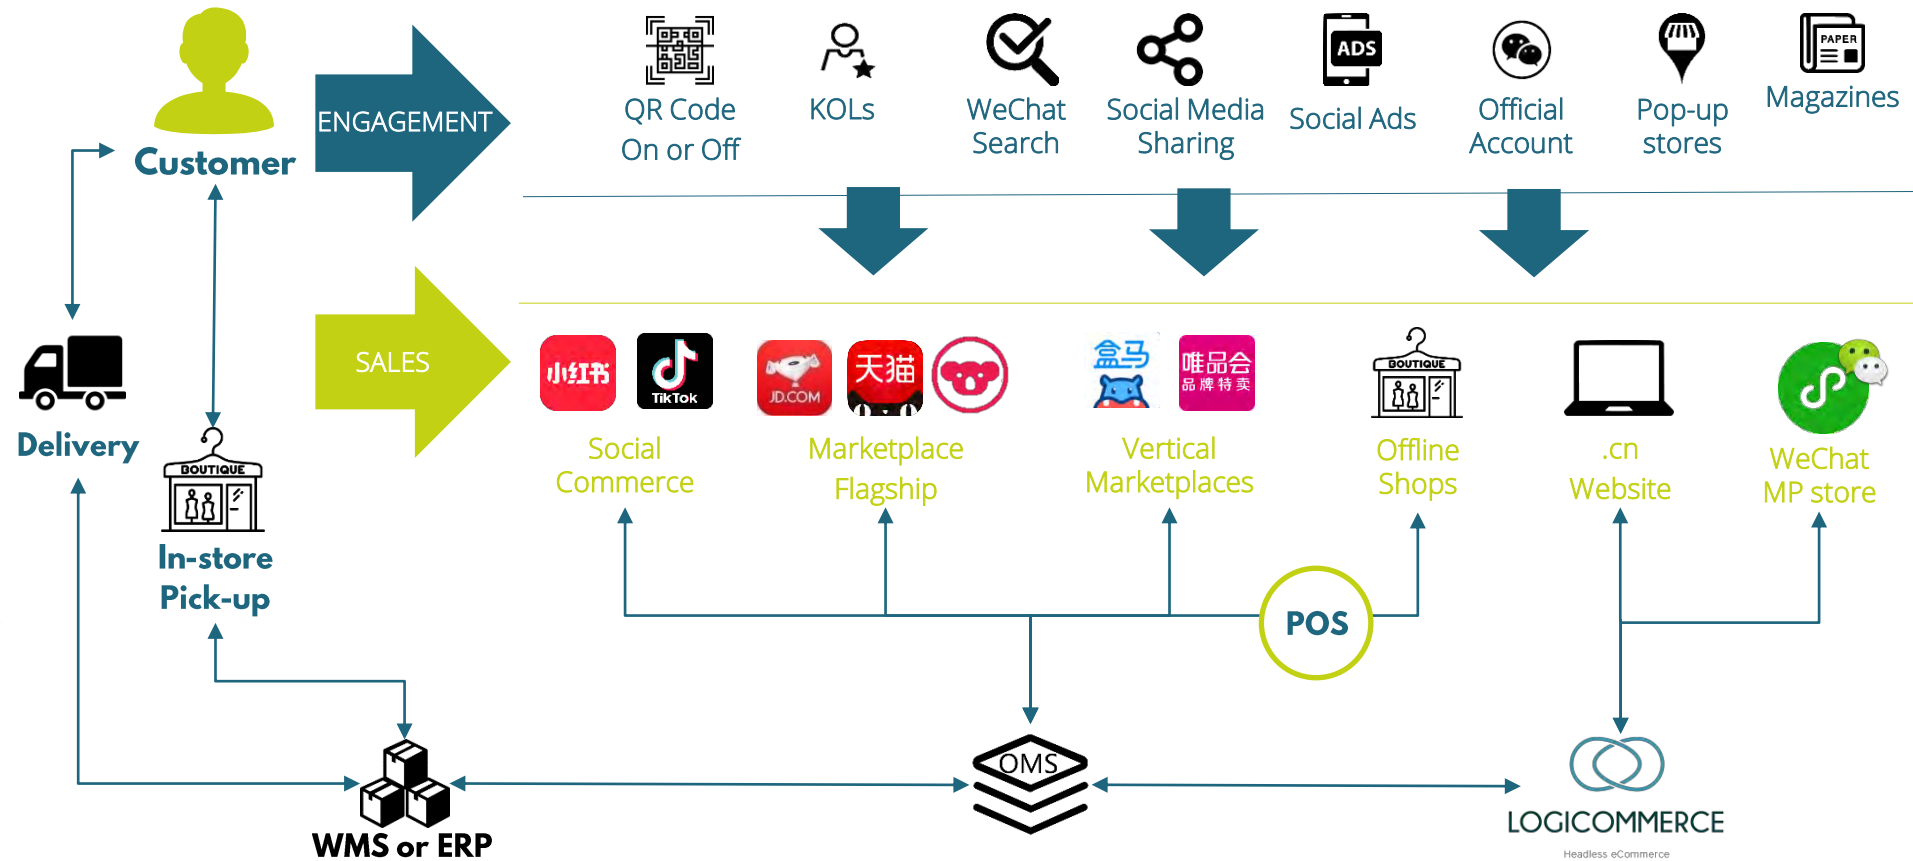 ENGAGEMENT
QR Code
On or Off
KOLs
WeChat
Search
Social Media
Sharing
ADS
Social Ads
Official
Account
Pop-up
stores
PAPER
Magazines
Customer
SALES
小红书
TikTok
Social
Commerce
JD.COM
天猫
Marketplace
Flagship
盒马
唯品会
品牌特卖
Vertical
Marketplaces
BOUTIQUE
Offline
Shops
.cn
Website
WeChat
MP store
Delivery
BOUTIQUE
In-store
Pick-up
POS
WMS or ERP
OMS
LOGICOMMERCE
Headless eCommerce